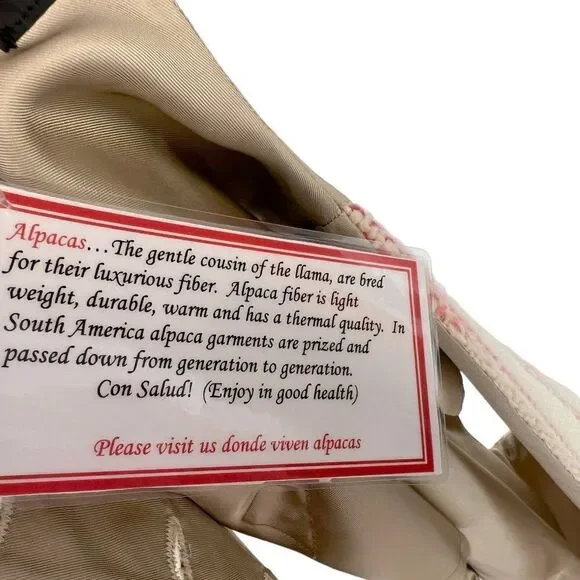 Alpacas...The gentle cousin of the llama, are bred
for their luxurious fiber. Alpaca fiber is light
weight, durable, warm and has a thermal quality. In
South America alpaca garments are prized and
passed down from generation to generation.
Con Salud! (Enjoy in good health)
Please visit us donde viven alpacas